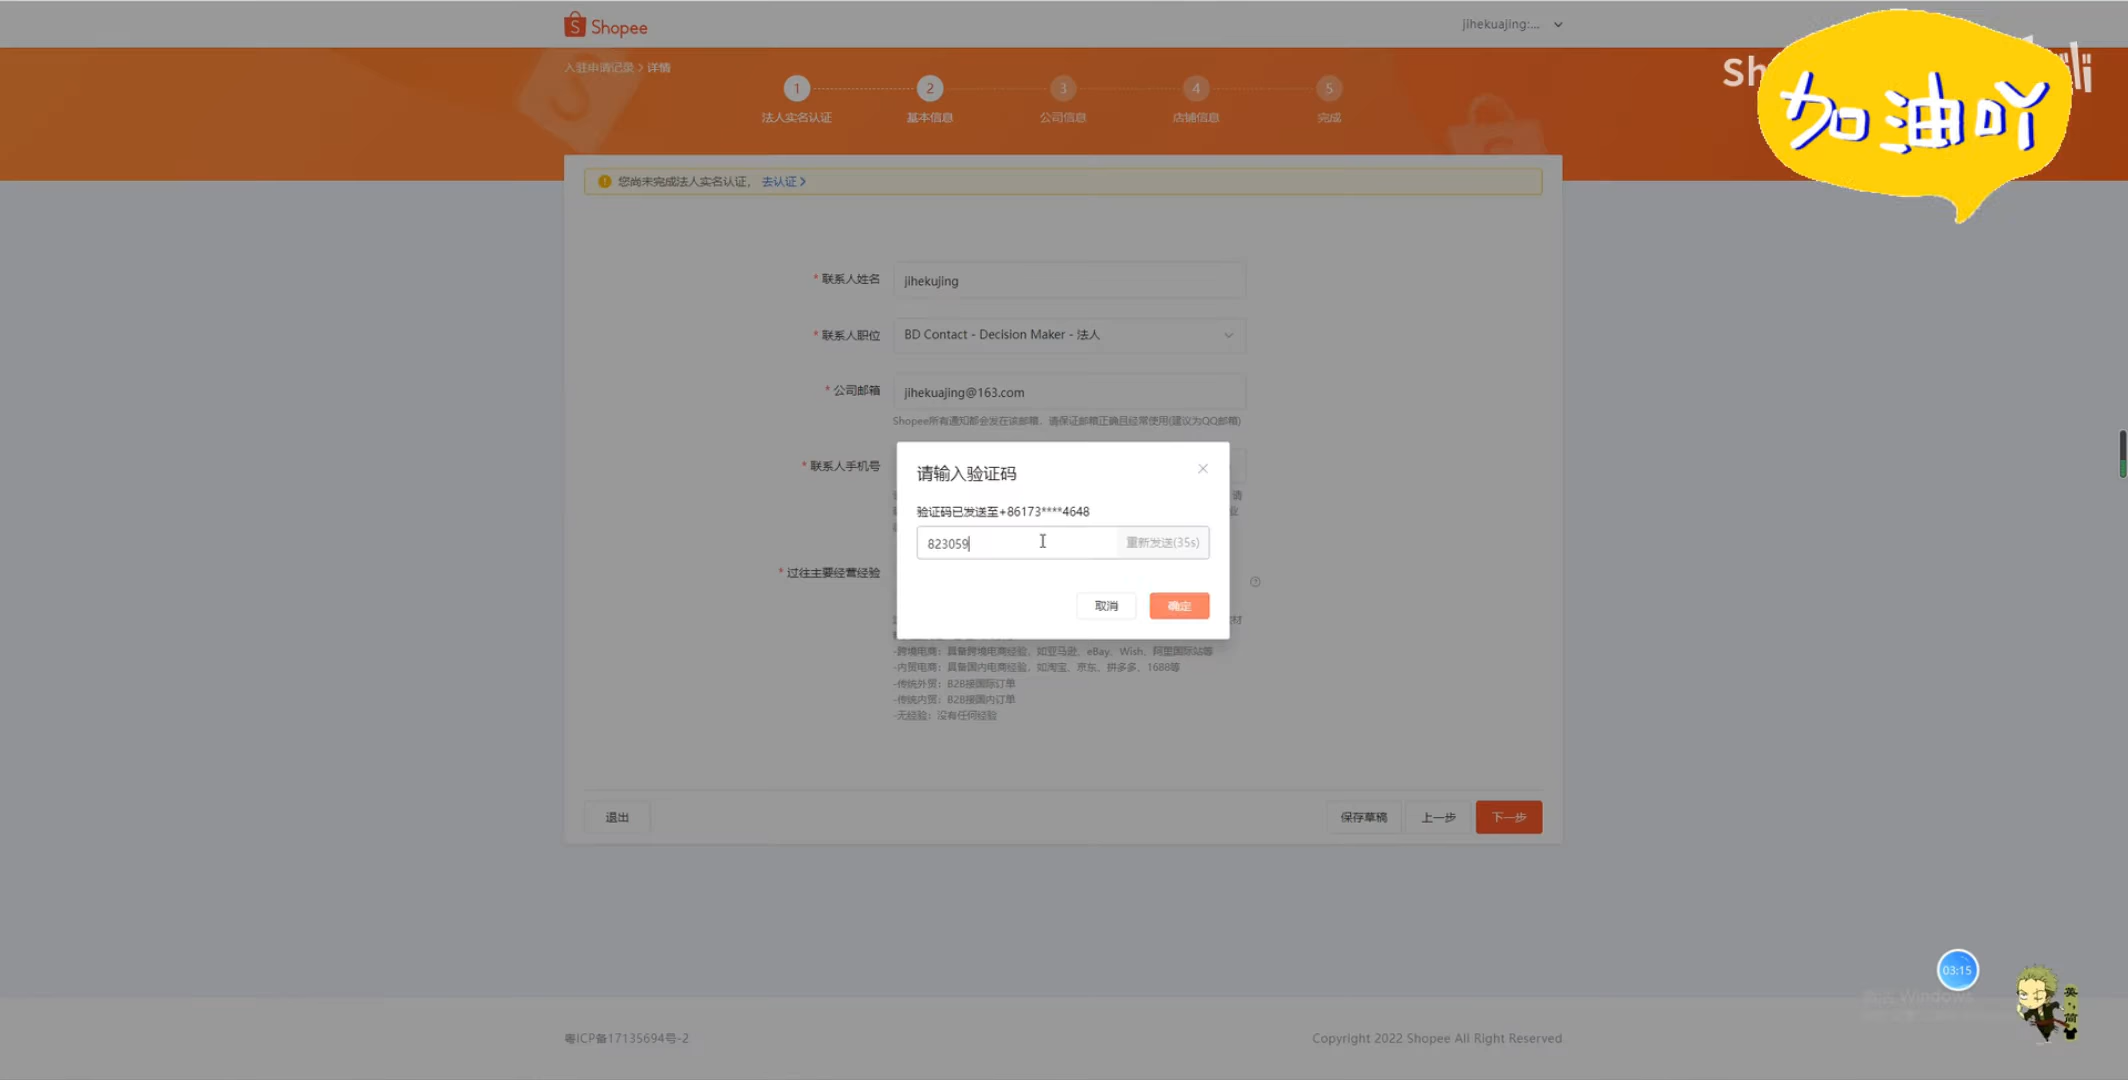 Shopee
jihekuajing:...
入驻申请记录 > 详情
1
2
3
4
5
法人实名认证
基本信息
公司信息
店铺信息
完成
加油吖
您尚未完成法人实名认证， 去认证 >
* 联系人姓名
jihekujing
* 联系人职位
BD Contact - Decision Maker - 法人
* 公司邮箱
jihekuajing@163.com
Shopee所有通知都会发在该邮箱，请保证邮箱正确且经常使用(建议为QQ邮箱)
* 联系人手机号
请输入验证码
验证码已发送至+86173****4648
823059
重新发送(35s)
* 过往主要经营经验
取消
确定
-跨境电商：具备跨境电商经验，如亚马逊、eBay、Wish、阿里国际站等
-内贸电商：具备国内电商经验，如淘宝、京东、拼多多、1688等
-传统外贸：B2B接国际订单
-传统内贸：B2B接国内订单
-无经验：没有任何经验
退出
保存草稿
上一步
下一步
03:15
粤ICP备17135694号-2
Copyright 2022 Shopee All Right Reserved